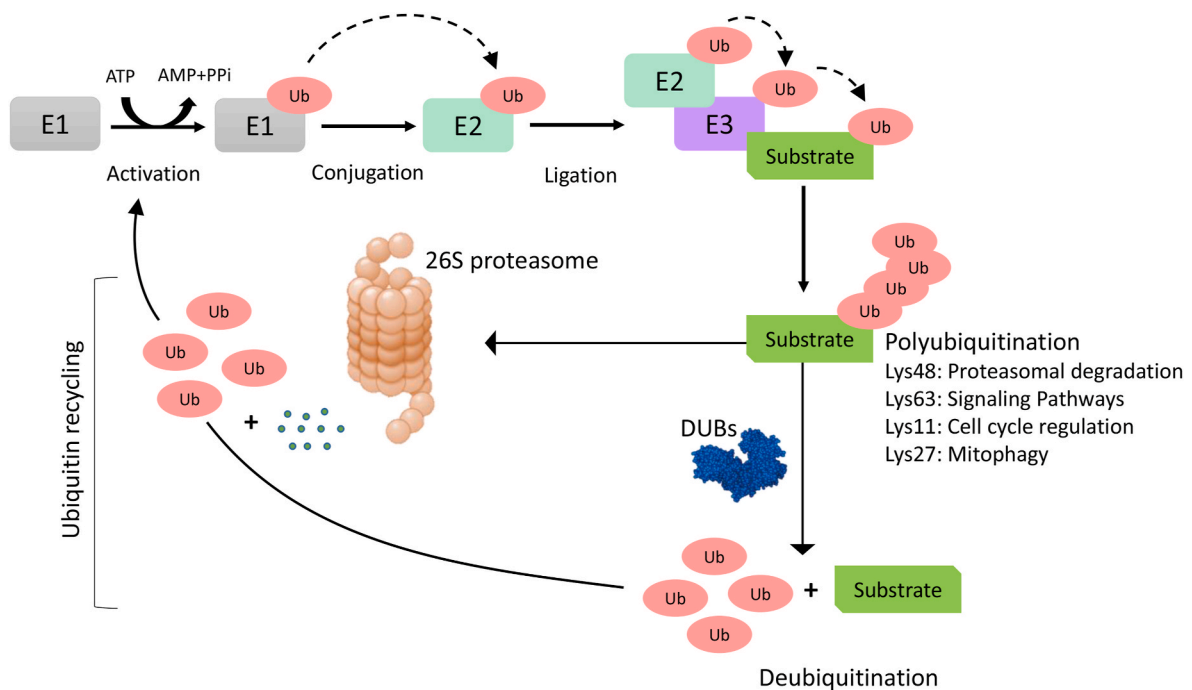 ATP
AMP+PPi
E1
Activation
E1
Ub
Conjugation
E2
Ub
Ligation
E2
Ub
E3
Ub
Substrate
Ub
26S proteasome
Ub
Ub
Ub
Ub
Substrate
Polyubiquitination
Lys48: Proteasomal degradation
Lys63: Signaling Pathways
Lys11: Cell cycle regulation
Lys27: Mitophagy
DUBs
Ubiquitin recycling
Ub
Ub
Ub
Ub
+
Ub
Ub
Ub
Ub
+
Substrate
Deubiquitination